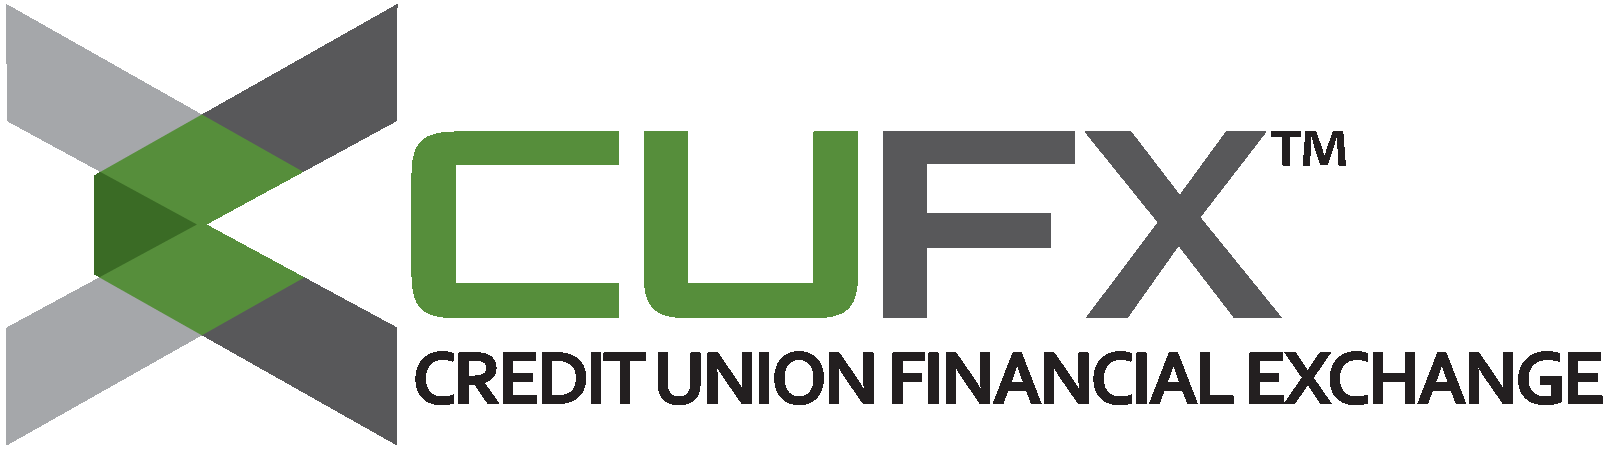 CUFX™
CREDIT UNION FINANCIAL EXCHANGE